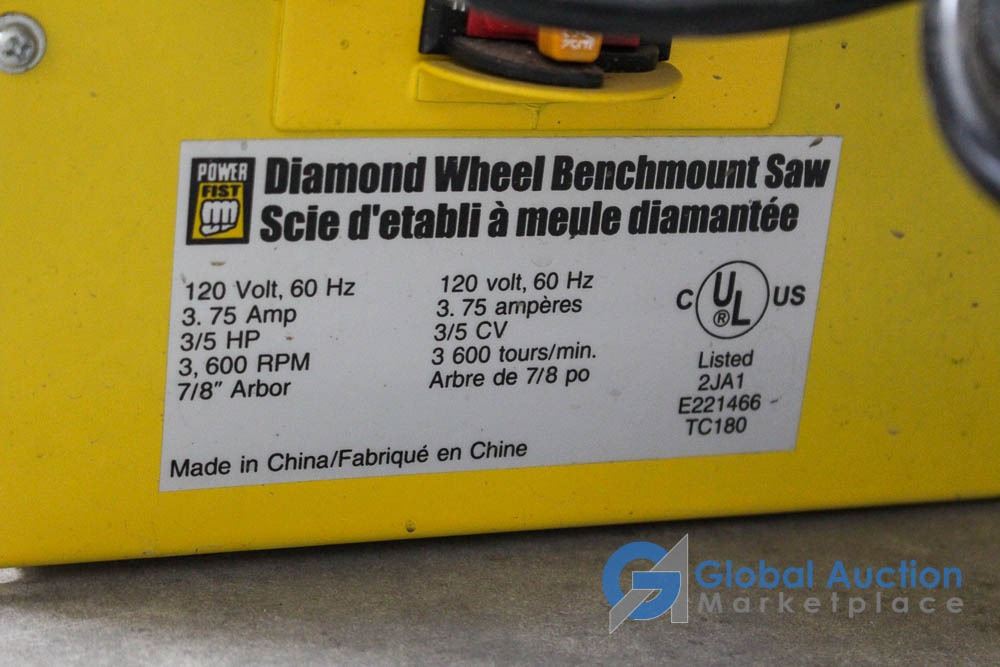 POWER
FIST
Diamond Wheel Benchmount Saw
Scie d'etabli à meule diamantée
120 Volt, 60 Hz
3. 75 Amp
3/5 HP
3, 600 RPM
7/8" Arbor
120 volt, 60 Hz
3. 75 ampères
3/5 CV
3 600 tours/min.
Arbre de 7/8 po
C UL US
®
Listed
2JA1
E221466
TC180
Made in China/Fabriqué en Chine
Global Auction
Marketplace